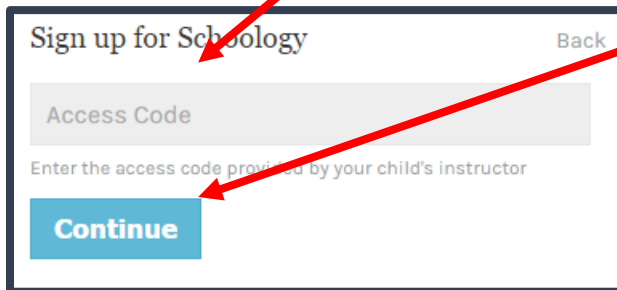 Sign up for Schoology Back
Access Code
Enter the access code provided by your child's instructor
Continue